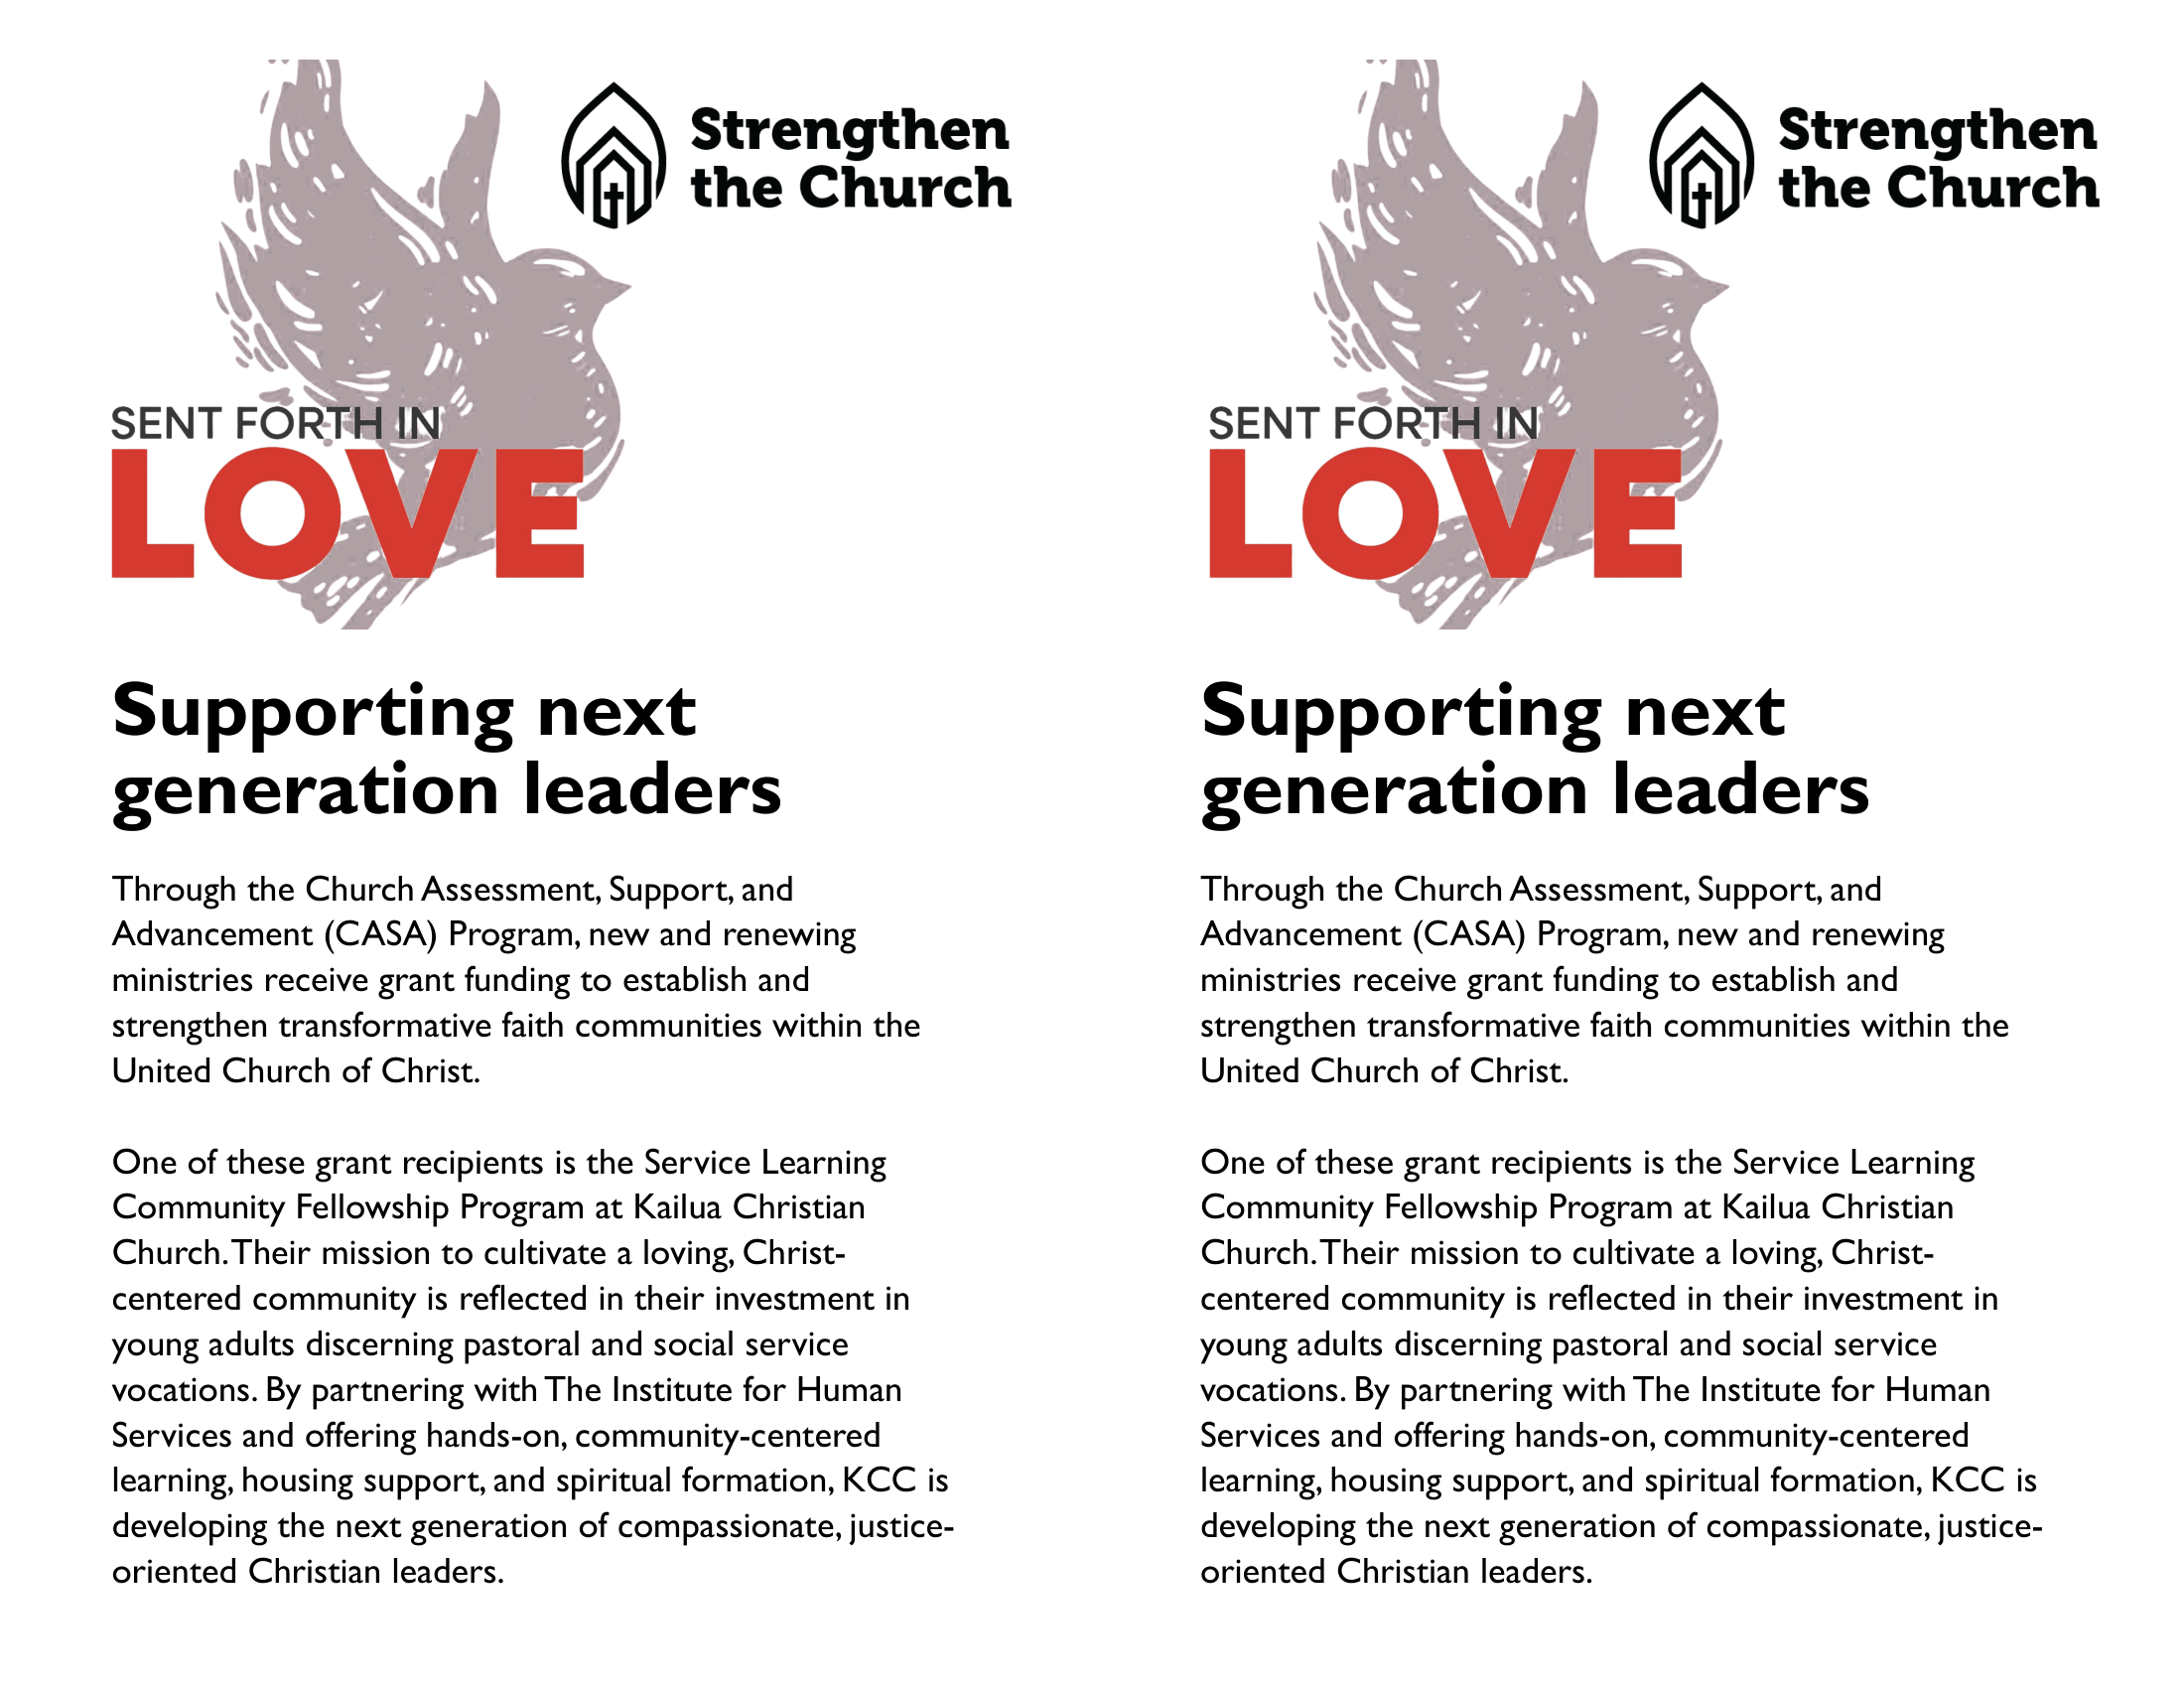 Strengthen
the Church
SENT FORTH IN
LOVE
Supporting next
generation leaders
Through the Church Assessment, Support, and
Advancement (CASA) Program, new and renewing
ministries receive grant funding to establish and
strengthen transformative faith communities within the
United Church of Christ.
One of these grant recipients is the Service Learning
Community Fellowship Program at Kailua Christian
Church. Their mission to cultivate a loving, Christ-
centered community is reflected in their investment in
young adults discerning pastoral and social service
vocations. By partnering with The Institute for Human
Services and offering hands-on, community-centered
learning, housing support, and spiritual formation, KCC is
developing the next generation of compassionate, justice-
oriented Christian leaders.
Strengthen
the Church
SENT FORTH IN
LOVE
Supporting next
generation leaders
Through the Church Assessment, Support, and
Advancement (CASA) Program, new and renewing
ministries receive grant funding to establish and
strengthen transformative faith communities within the
United Church of Christ.
One of these grant recipients is the Service Learning
Community Fellowship Program at Kailua Christian
Church. Their mission to cultivate a loving, Christ-
centered community is reflected in their investment in
young adults discerning pastoral and social service
vocations. By partnering with The Institute for Human
Services and offering hands-on, community-centered
learning, housing support, and spiritual formation, KCC is
developing the next generation of compassionate, justice-
oriented Christian leaders.